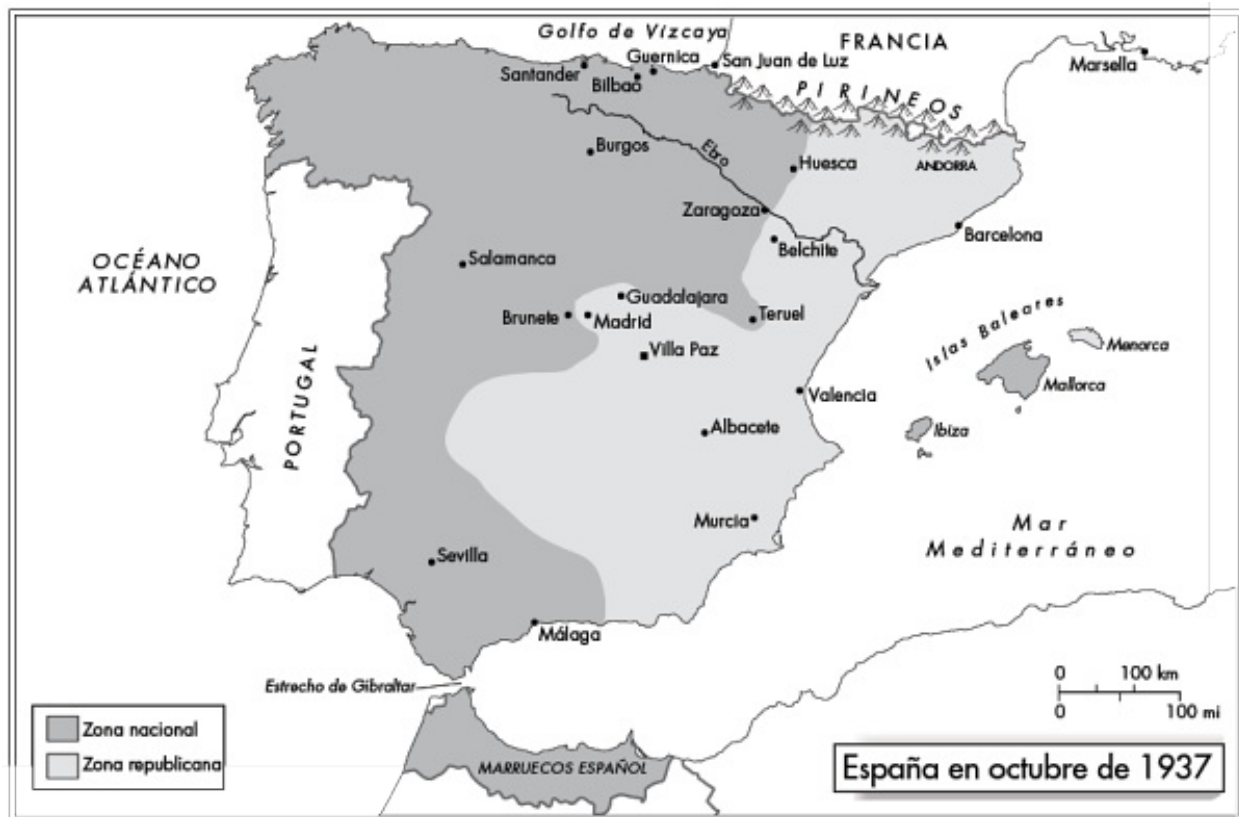 Golfo de Vizcaya
FRANCIA
Guernica
San Juan de Luz
Marsella
Santander
Bilbao
PIRINEOS
Burgos
Ebro
Huesca
ANDORRA
Zaragoza
Barcelona
Belchite
OCÉANO
ATLÁNTICO
Salamanca
Guadalajara
Islas Baleares
Brunete
Madrid
Teruel
Menorca
Villa Paz
Mallorca
PORTUGAL
Valencia
Albacete
Ibiza
Murcia
Mar
Mediterráneo
Sevilla
Málaga
Estrecho de Gibraltar
0 100 km
0 100 mi
Zona nacional
Zona republicana
MARRUECOS ESPAÑOL
España en octubre de 1937